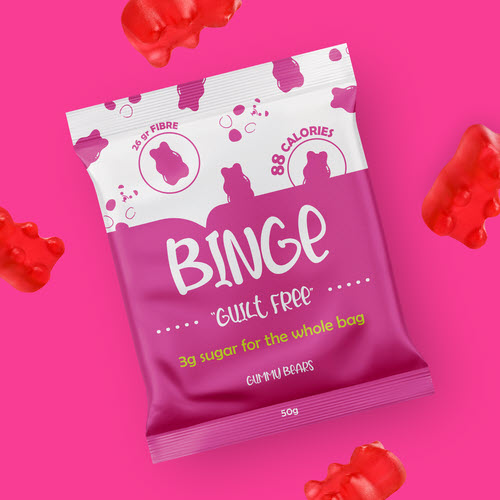 26 gr FIBRE
88 CALORIES
BINGE
"GUILT FREE"
3g sugar for the whole bag
GUMMY BEARS
50g